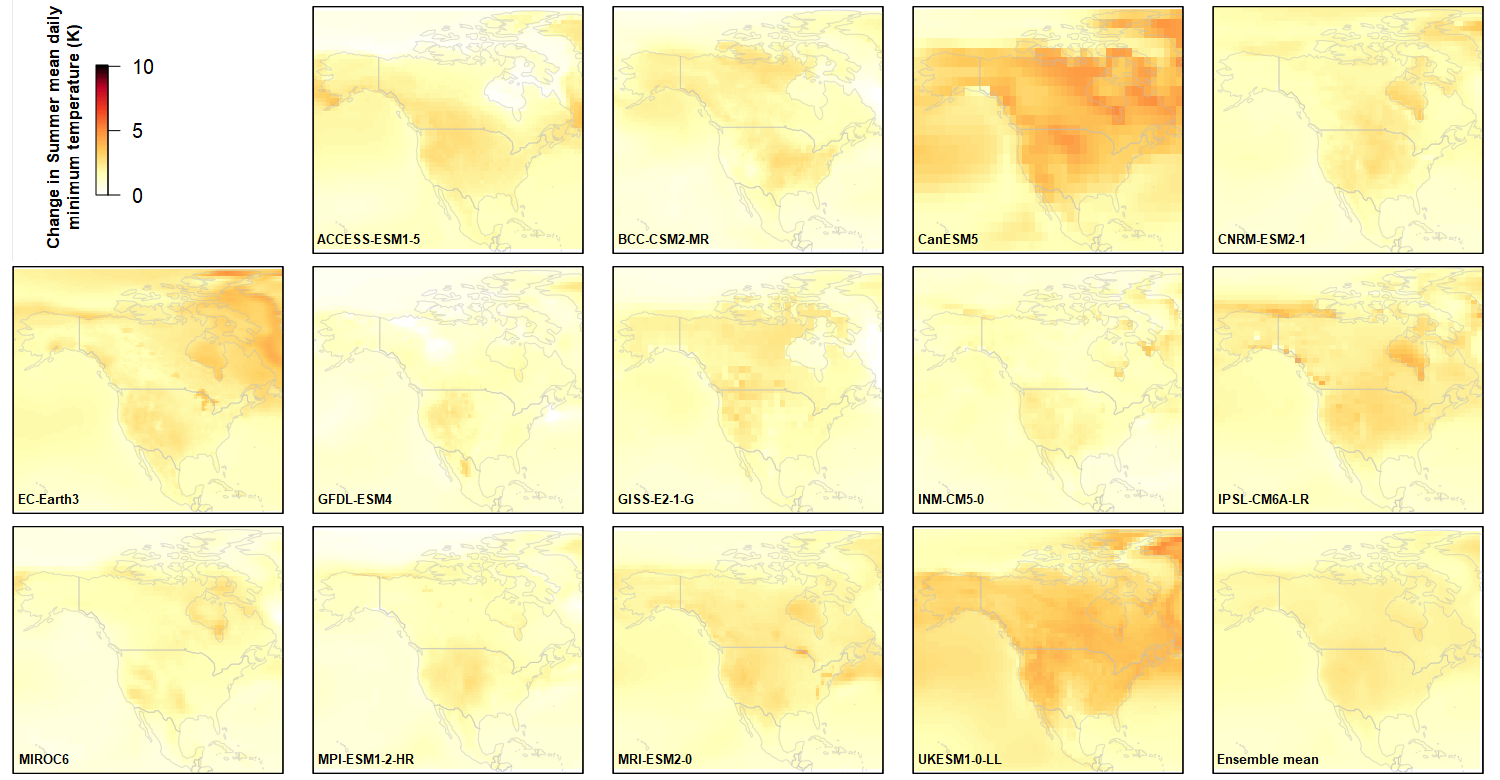 Change in Summer mean daily
minimum temperature (K)
10
5
0
ACCESS-ESM1-5
BCC-CSM2-MR
CanESM5
CNRM-ESM2-1
EC-Earth3
GFDL-ESM4
GISS-E2-1-G
INM-CM5-0
IPSL-CM6A-LR
MIROC6
MPI-ESM1-2-HR
MRI-ESM2-0
UKESM1-0-LL
Ensemble mean